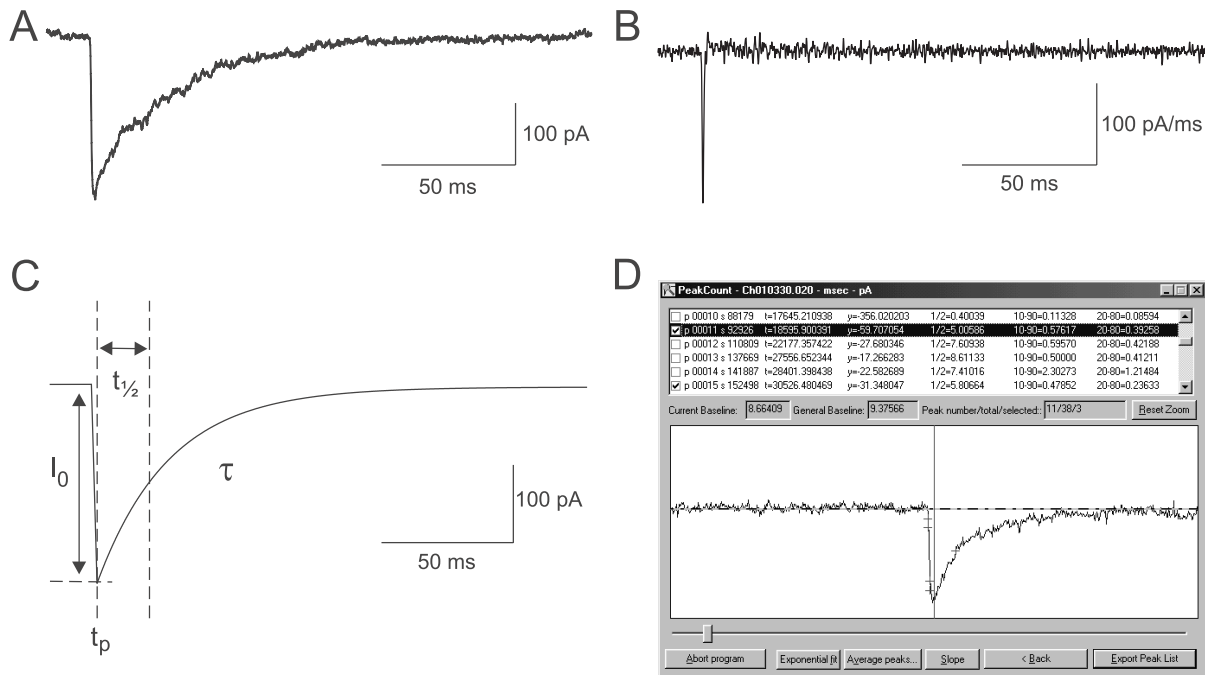 A
100 pA
50 ms
B
100 pA/ms
50 ms
C
t½
I0
τ
100 pA
50 ms
tp
D
PeakCount - Ch010330.020 - msec - pA
p 00010 s 88179 t=17645.210938 y=-356.020203 1/2=0.40039 10-90=0.11328 20-80=0.08594
p 00011 s 92926 t=18595.900391 y=-59.707054 1/2=5.00586 10-90=0.57617 20-80=0.39258
p 00012 s 110809 t=22177.357422 y=-27.680346 1/2=7.60938 10-90=0.59570 20-80=0.42188
p 00013 s 137669 t=27556.652344 y=-17.266283 1/2=8.61133 10-90=0.50000 20-80=0.41211
p 00014 s 141887 t=28401.398438 y=-22.582689 1/2=7.41016 10-90=2.30273 20-80=1.21484
p 00015 s 152498 t=30526.480469 y=-31.348047 1/2=5.80664 10-90=0.47852 20-80=0.23633
Current Baseline: 8.66409 General Baseline: 9.37566 Peak number/total/selected:: 11/38/3 Reset Zoom
Abort program Exponential fit Average peaks... Slope < Back Export Peak List